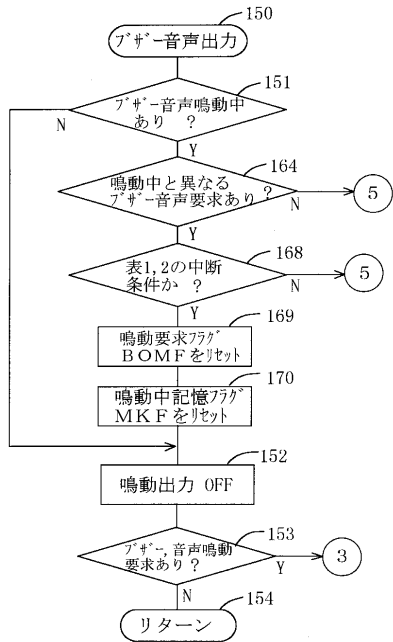 150
ﾌﾞｻﾞｰ音声出力
151
ﾌﾞｻﾞｰ音声鳴動中
あり ?
N
Y
164
鳴動中と異なる
ﾌﾞｻﾞｰ音声要求あり?
N
5
Y
168
表1,2の中断
条件か ?
N
5
Y
169
鳴動要求ﾌﾗｸﾞ
BOMFをﾘｾｯﾄ
170
鳴動中記憶ﾌﾗｸﾞ
MKFをﾘｾｯﾄ
152
鳴動出力 OFF
153
ﾌﾞｻﾞｰ,音声鳴動
要求あり?
Y
3
N
154
リターン